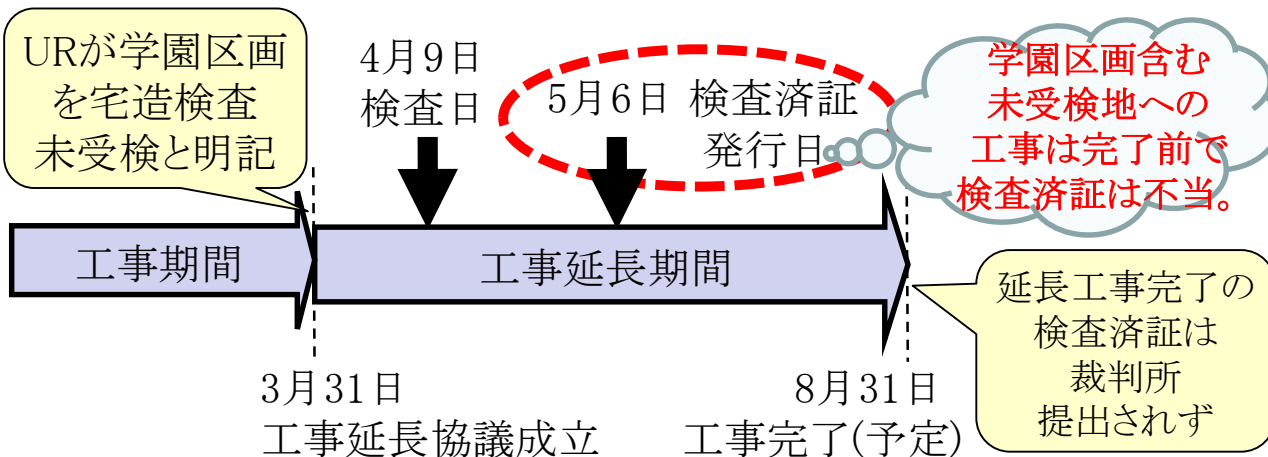 URが学園区画
を宅造検査
未受検と明記
4月9日
検査日
5月6日 検査済証
発行日
学園区画含む
未受検地への
工事は完了前で
検査済証は不当。
工事期間
工事延長期間
延長工事完了の
検査済証は
裁判所
提出されず
3月31日
工事延長協議成立
8月31日
工事完了(予定)